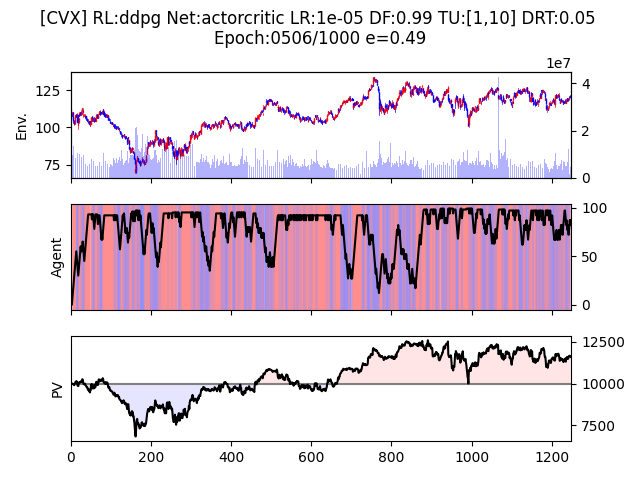 [CVX] RL:ddpg Net:actorcritic LR:1e-05 DF:0.99 TU:[1,10] DRT:0.05
Epoch:0506/1000 e=0.49
1e7
125
100
75
Env.
4
2
0
Agent
100
50
0
PV
12500
10000
7500
0 200 400 600 800 1000 1200